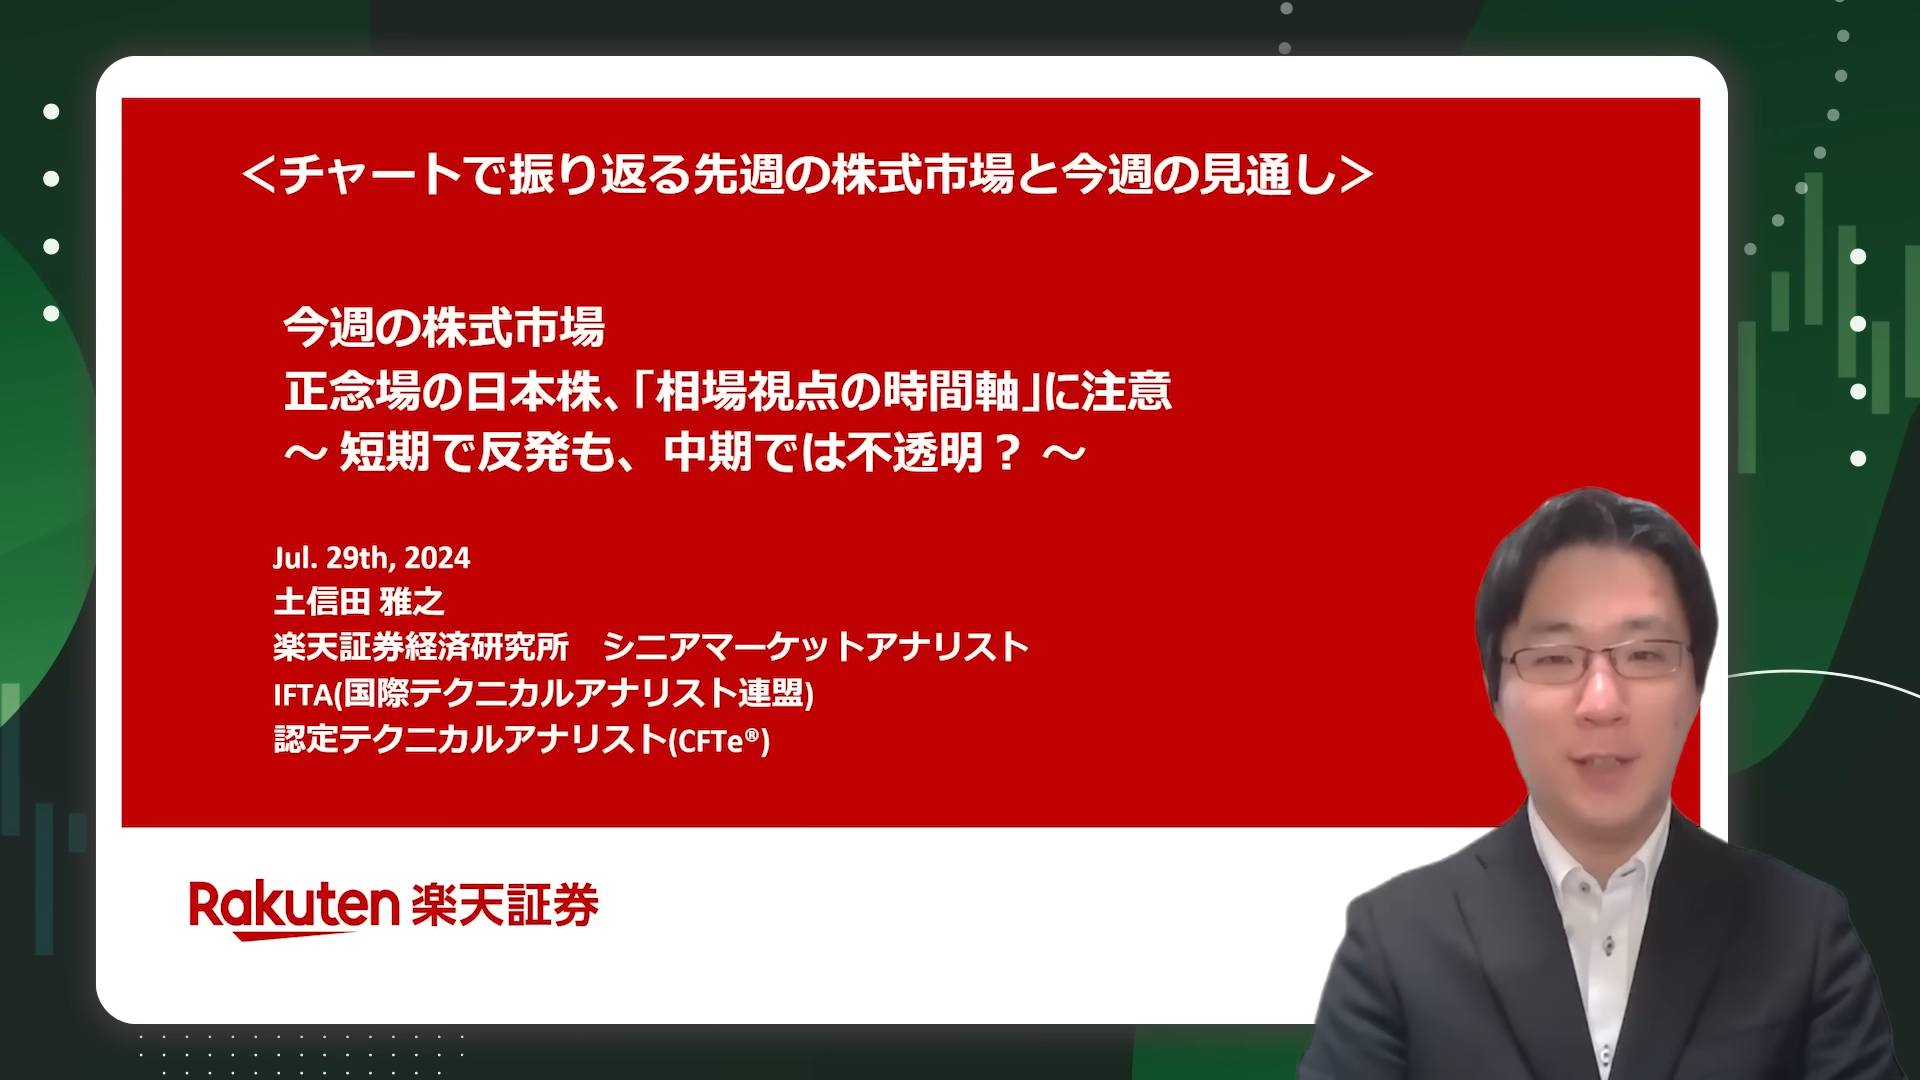 ＜チャートで振り返る先週の株式市場と今週の見通し＞
今週の株式市場
正念場の日本株、「相場視点の時間軸」に注意
～ 短期で反発も、中期では不透明？ ～
Jul. 29th, 2024
土信田 雅之
楽天証券経済研究所　シニアマーケットアナリスト
IFTA(国際テクニカルアナリスト連盟)
認定テクニカルアナリスト(CFTe®)
Rakuten 楽天証券